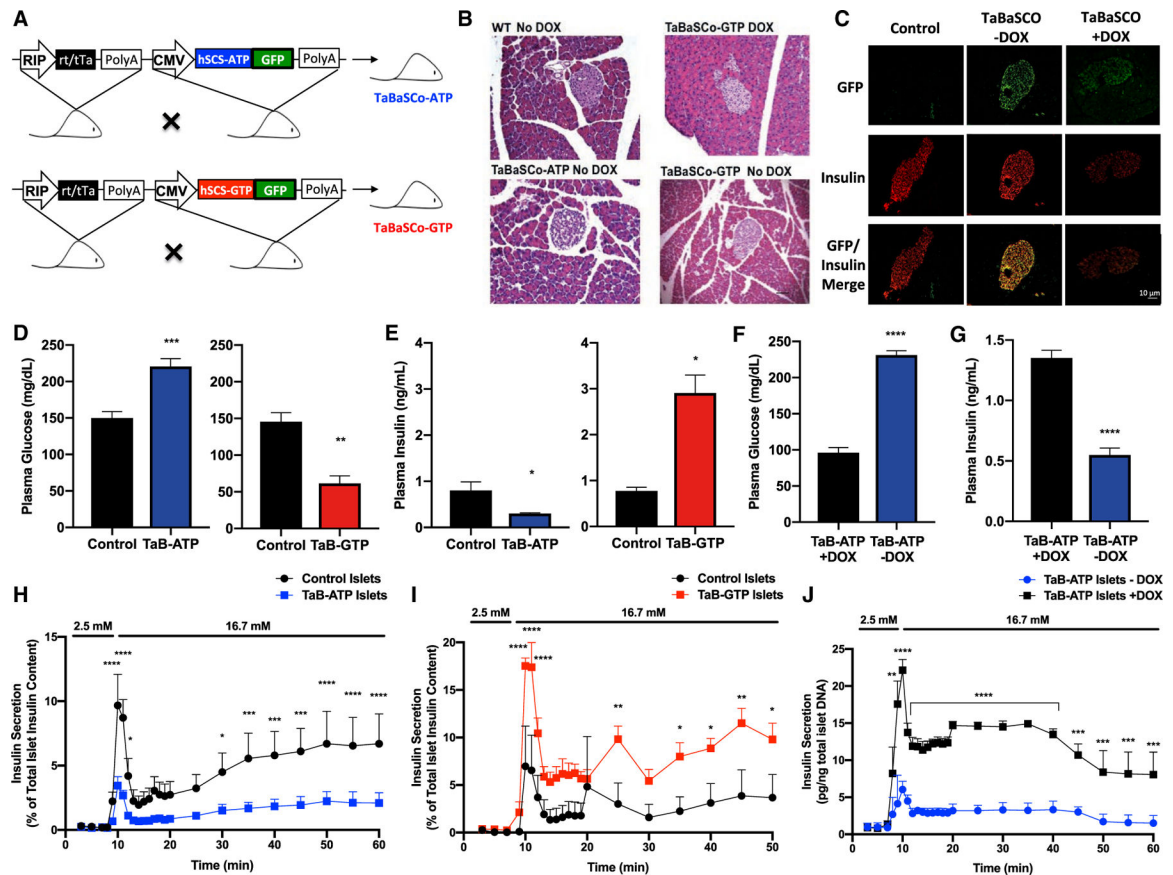 A
RIP rt/tTa PolyA CMV hSCS-ATP GFP PolyA
TaBaSCo-ATP
RIP rt/tTa PolyA CMV hSCS-GTP GFP PolyA
TaBaSCo-GTP
B
WT No DOX
TaBaSCo-GTP DOX
TaBaSCo-ATP No DOX
TaBaSCo-GTP No DOX
C
Control
TaBaSCO
-DOX
TaBaSCO
+DOX
GFP
Insulin
GFP/
Insulin
Merge
10 µm
D
Plasma Glucose (mg/dL)
250
200
150
100
50
0
***
Control TaB-ATP
250
200
150
100
50
0
**
Control TaB-GTP
E
Plasma Insulin (ng/mL)
4
3
2
1
0
*
Control TaB-ATP
4
3
2
1
0
*
Control TaB-GTP
F
Plasma Glucose (mg/dL)
250
200
150
100
50
0
****
TaB-ATP TaB-ATP
+DOX -DOX
G
Plasma Insulin (ng/mL)
1.5
1.0
0.5
0.0
****
TaB-ATP TaB-ATP
+DOX -DOX
H
Control Islets
TaB-ATP Islets
2.5 mM 16.7 mM
Insulin Secretion
(% of Total Islet Insulin Content)
15
10
5
0
**** **** * * *** *** *** **** **** ****
0 10 20 30 40 50 60
Time (min)
I
Control Islets
TaB-GTP Islets
2.5 mM 16.7 mM
Insulin Secretion
(% of Total Islet Insulin Content)
20
15
10
5
0
**** **** **** ** * * ** *
0 10 20 30 40 50
Time (min)
J
TaB-ATP Islets - DOX
TaB-ATP Islets +DOX
2.5 mM 16.7 mM
Insulin Secretion
(pg/ng total islet DNA)
25
20
15
10
5
0
** **** **** *** *** *** ***
0 10 20 30 40 50 60
Time (min)